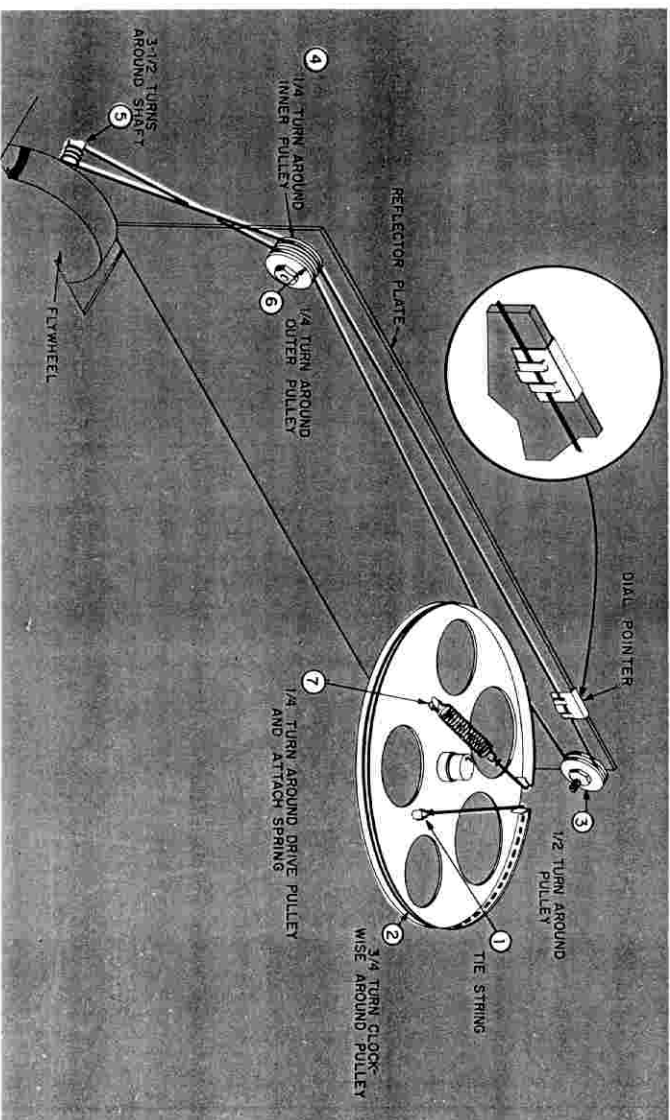 3-1/2 TURNS
AROUND SHAFT
5
4
1/4 TURN AROUND
INNER PULLEY
REFLECTOR PLATE
6
1/4 TURN AROUND
OUTER PULLEY
FLYWHEEL
DIAL POINTER
3
1/2 TURN AROUND
PULLEY
1
TIE STRING
2
3/4 TURN CLOCK-
WISE AROUND PULLEY
7
1/4 TURN AROUND DRIVE PULLEY
AND ATTACH SPRING